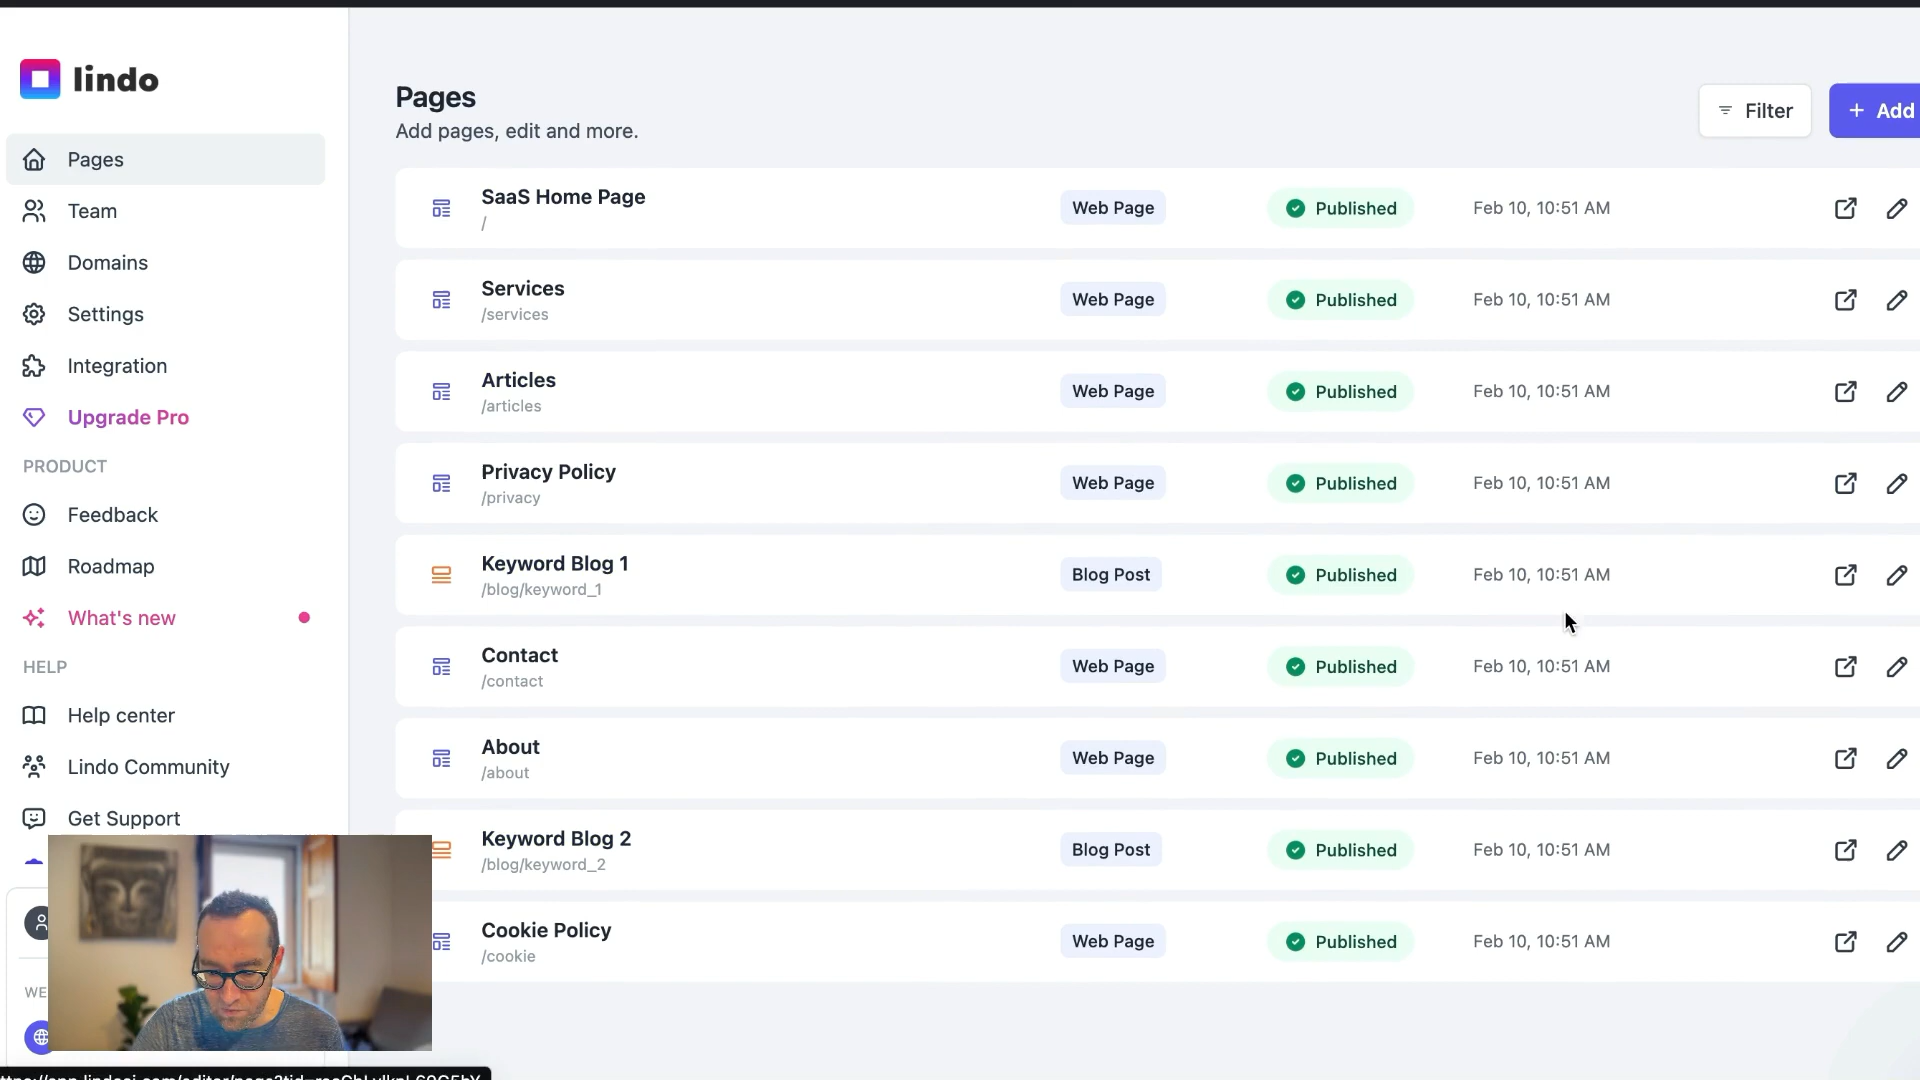 lindo
Pages
Team
Domains
Settings
Integration
Upgrade Pro
PRODUCT
Feedback
Roadmap
What's new
HELP
Help center
Lindo Community
Get Support
WE
Pages
Add pages, edit and more.
Filter
+ Add
SaaS Home Page
/
Web Page
Published
Feb 10, 10:51 AM
Services
/services
Web Page
Published
Feb 10, 10:51 AM
Articles
/articles
Web Page
Published
Feb 10, 10:51 AM
Privacy Policy
/privacy
Web Page
Published
Feb 10, 10:51 AM
Keyword Blog 1
/blog/keyword_1
Blog Post
Published
Feb 10, 10:51 AM
Contact
/contact
Web Page
Published
Feb 10, 10:51 AM
About
/about
Web Page
Published
Feb 10, 10:51 AM
Keyword Blog 2
/blog/keyword_2
Blog Post
Published
Feb 10, 10:51 AM
Cookie Policy
/cookie
Web Page
Published
Feb 10, 10:51 AM